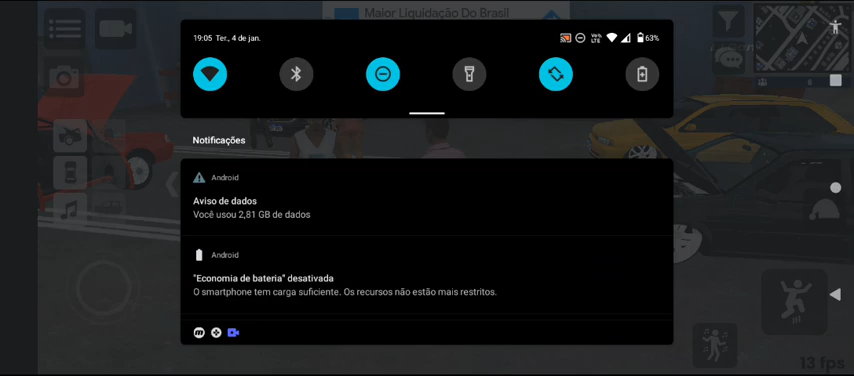 Maior Liquidação Do Brasil
19:05 Ter., 4 de jan.
63%
Notificações
Android
Aviso de dados
Você usou 2,81 GB de dados
Android
"Economia de bateria" desativada
O smartphone tem carga suficiente. Os recursos não estão mais restritos.
13 fps